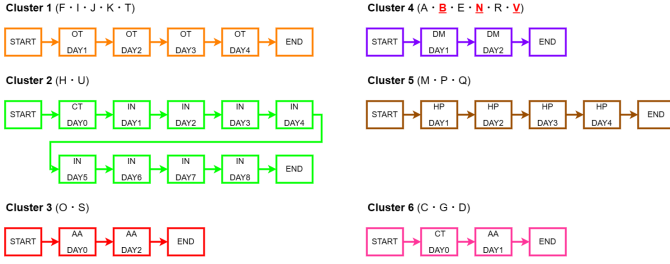 Cluster 1 (F・I・J・K・T)
START
OT
DAY1
OT
DAY2
OT
DAY3
OT
DAY4
END
Cluster 2 (H・U)
START
CT
DAY0
IN
DAY1
IN
DAY2
IN
DAY3
IN
DAY4
IN
DAY5
IN
DAY6
IN
DAY7
IN
DAY8
END
Cluster 3 (O・S)
START
AA
DAY0
AA
DAY2
END
Cluster 4 (A・B・E・N・R・V)
START
DM
DAY1
DM
DAY2
END
Cluster 5 (M・P・Q)
START
HP
DAY1
HP
DAY2
HP
DAY3
HP
DAY4
END
Cluster 6 (C・G・D)
START
CT
DAY0
AA
DAY1
END